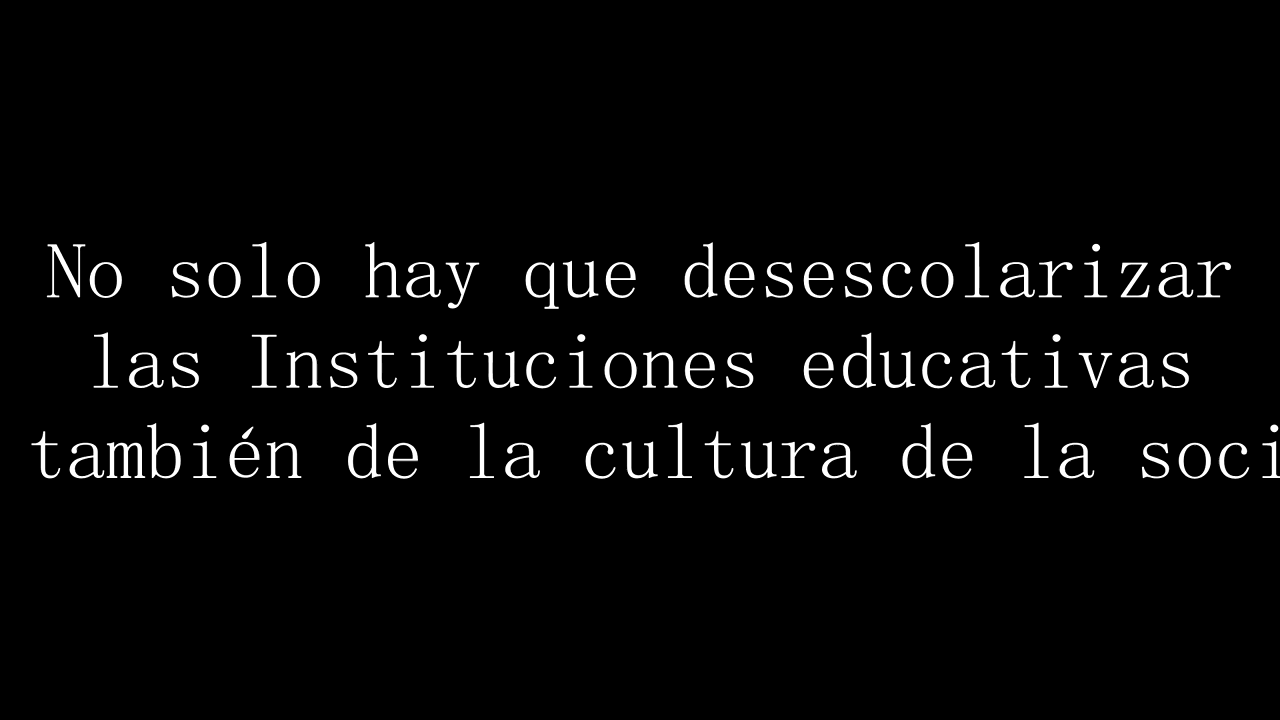 No solo hay que desescolarizar
las Instituciones educativas
también de la cultura de la soci